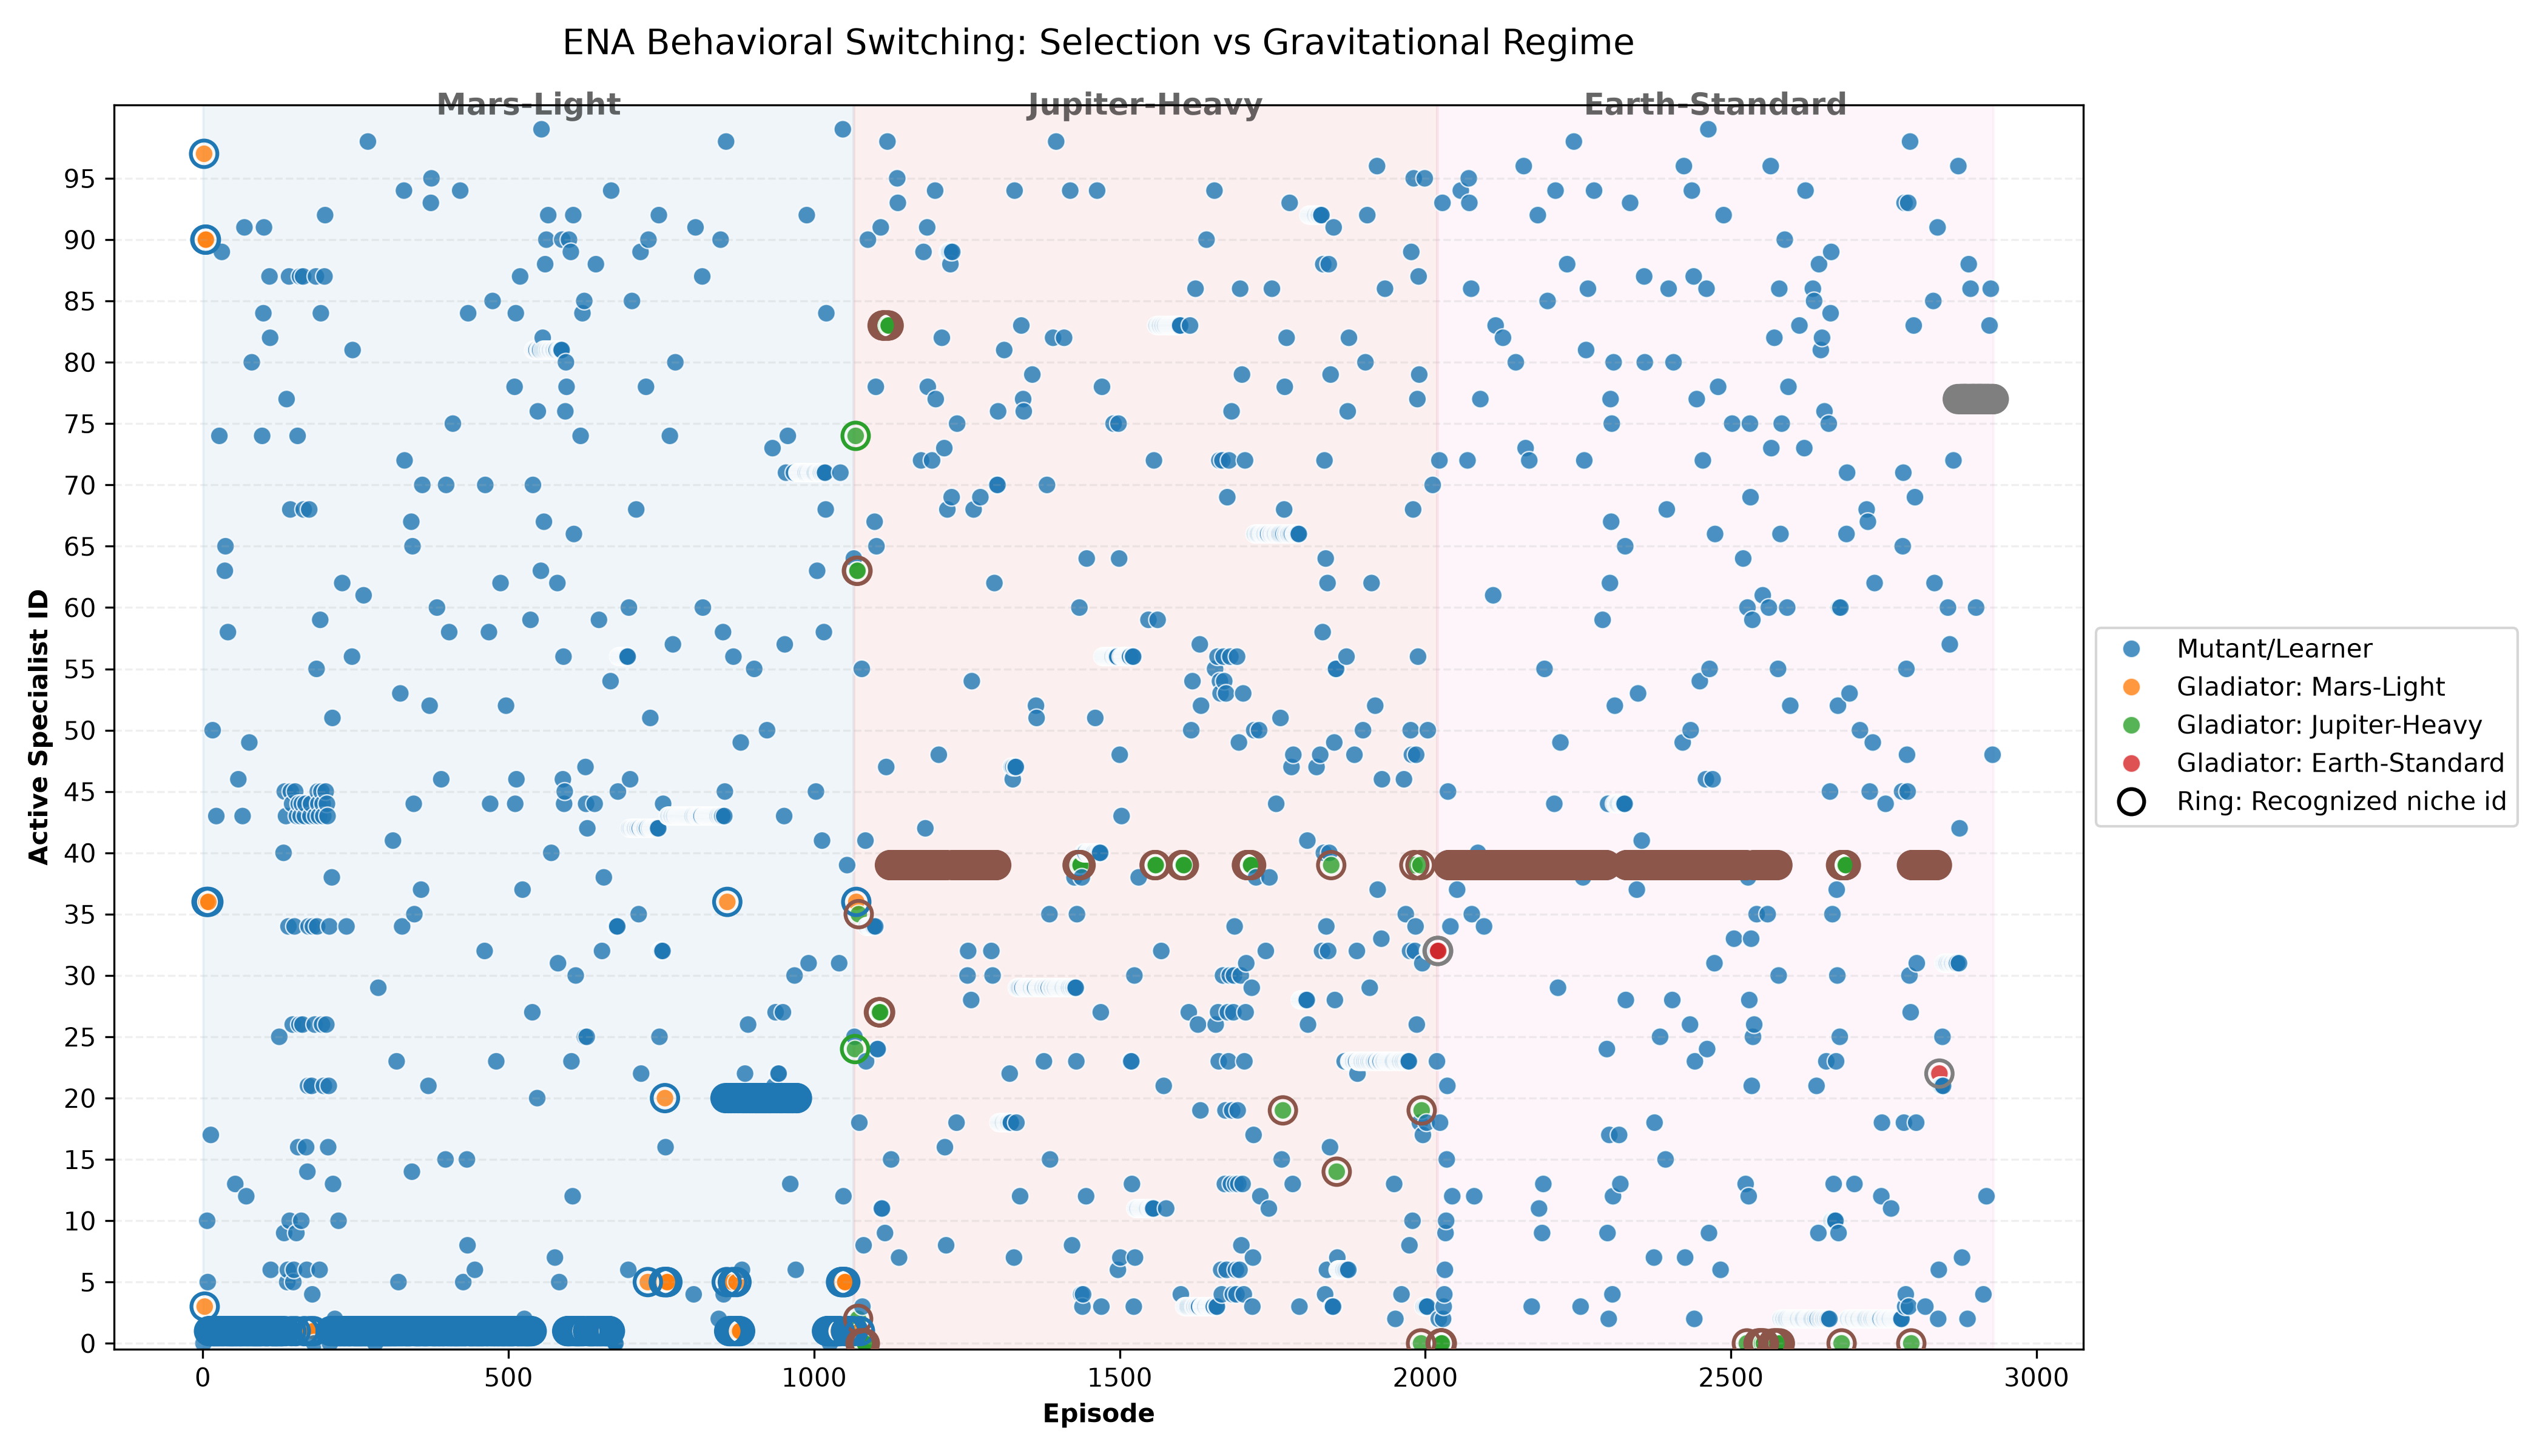 ENA Behavioral Switching: Selection vs Gravitational Regime
Mars-Light Jupiter-Heavy Earth-Standard
Active Specialist ID
95
90
85
80
75
70
65
60
55
50
45
40
35
30
25
20
15
10
5
0
0 500 1000 1500 2000 2500 3000
Episode
Mutant/Learner
Gladiator: Mars-Light
Gladiator: Jupiter-Heavy
Gladiator: Earth-Standard
Ring: Recognized niche id